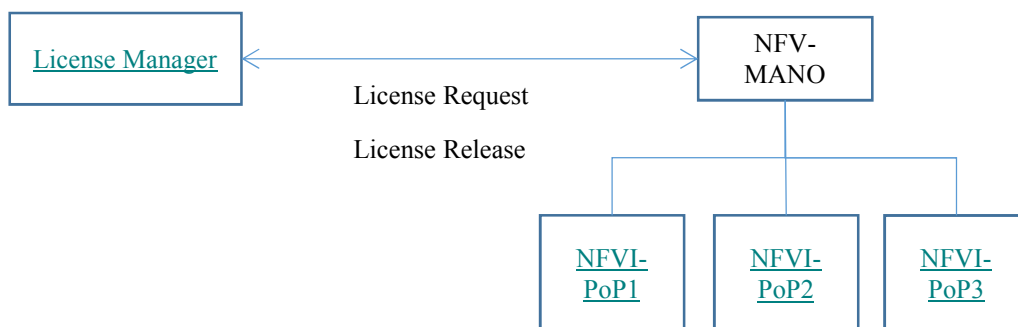 License Manager
NFV-
MANO
License Request
License Release
NFVI-
PoP1
NFVI-
PoP2
NFVI-
PoP3